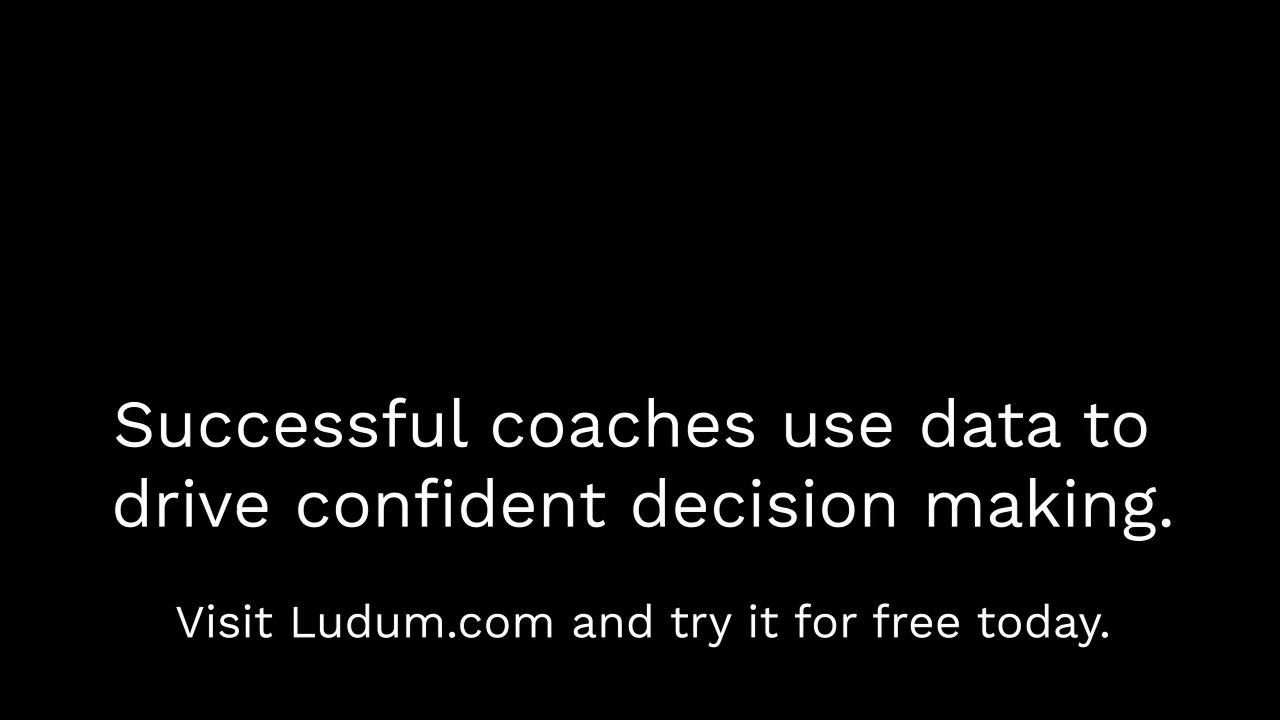 Successful coaches use data to
drive confident decision making.
Visit Ludum.com and try it for free today.